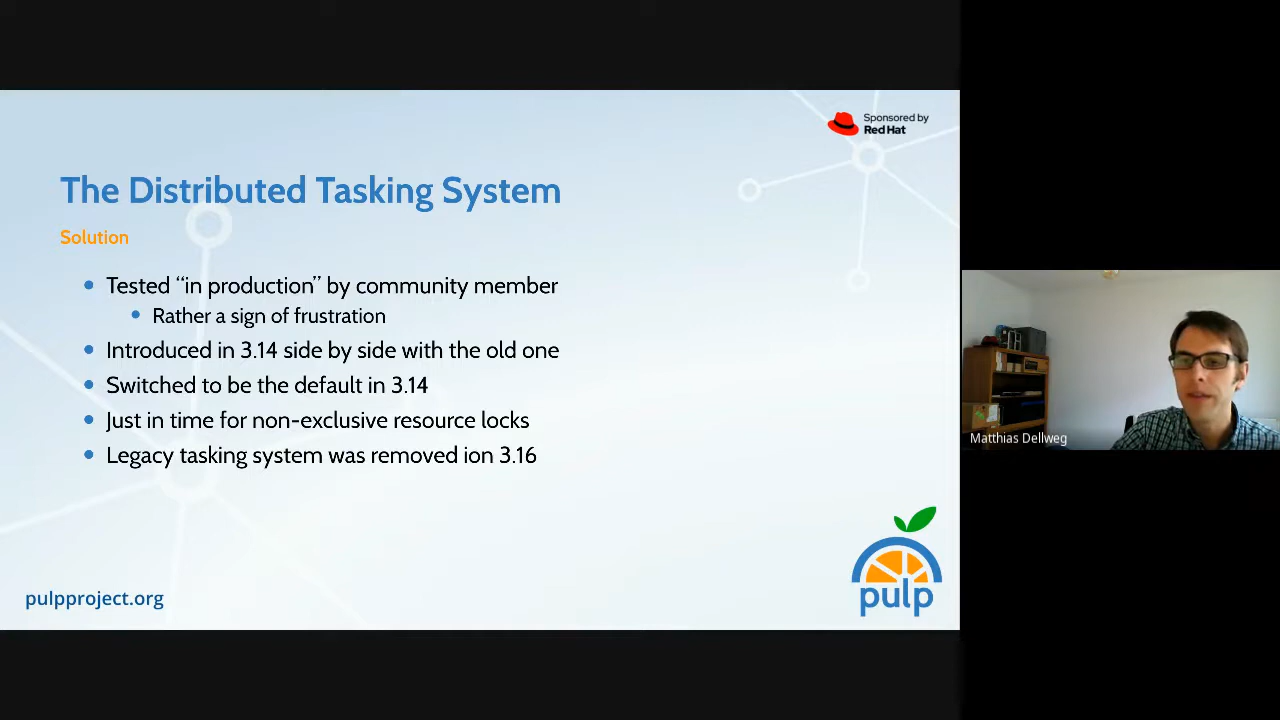 Sponsored by
Red Hat
The Distributed Tasking System
Solution
Tested “in production” by community member
Rather a sign of frustration
Introduced in 3.14 side by side with the old one
Switched to be the default in 3.14
Just in time for non-exclusive resource locks
Legacy tasking system was removed ion 3.16
Matthias Dellweg
pulp
pulpproject.org